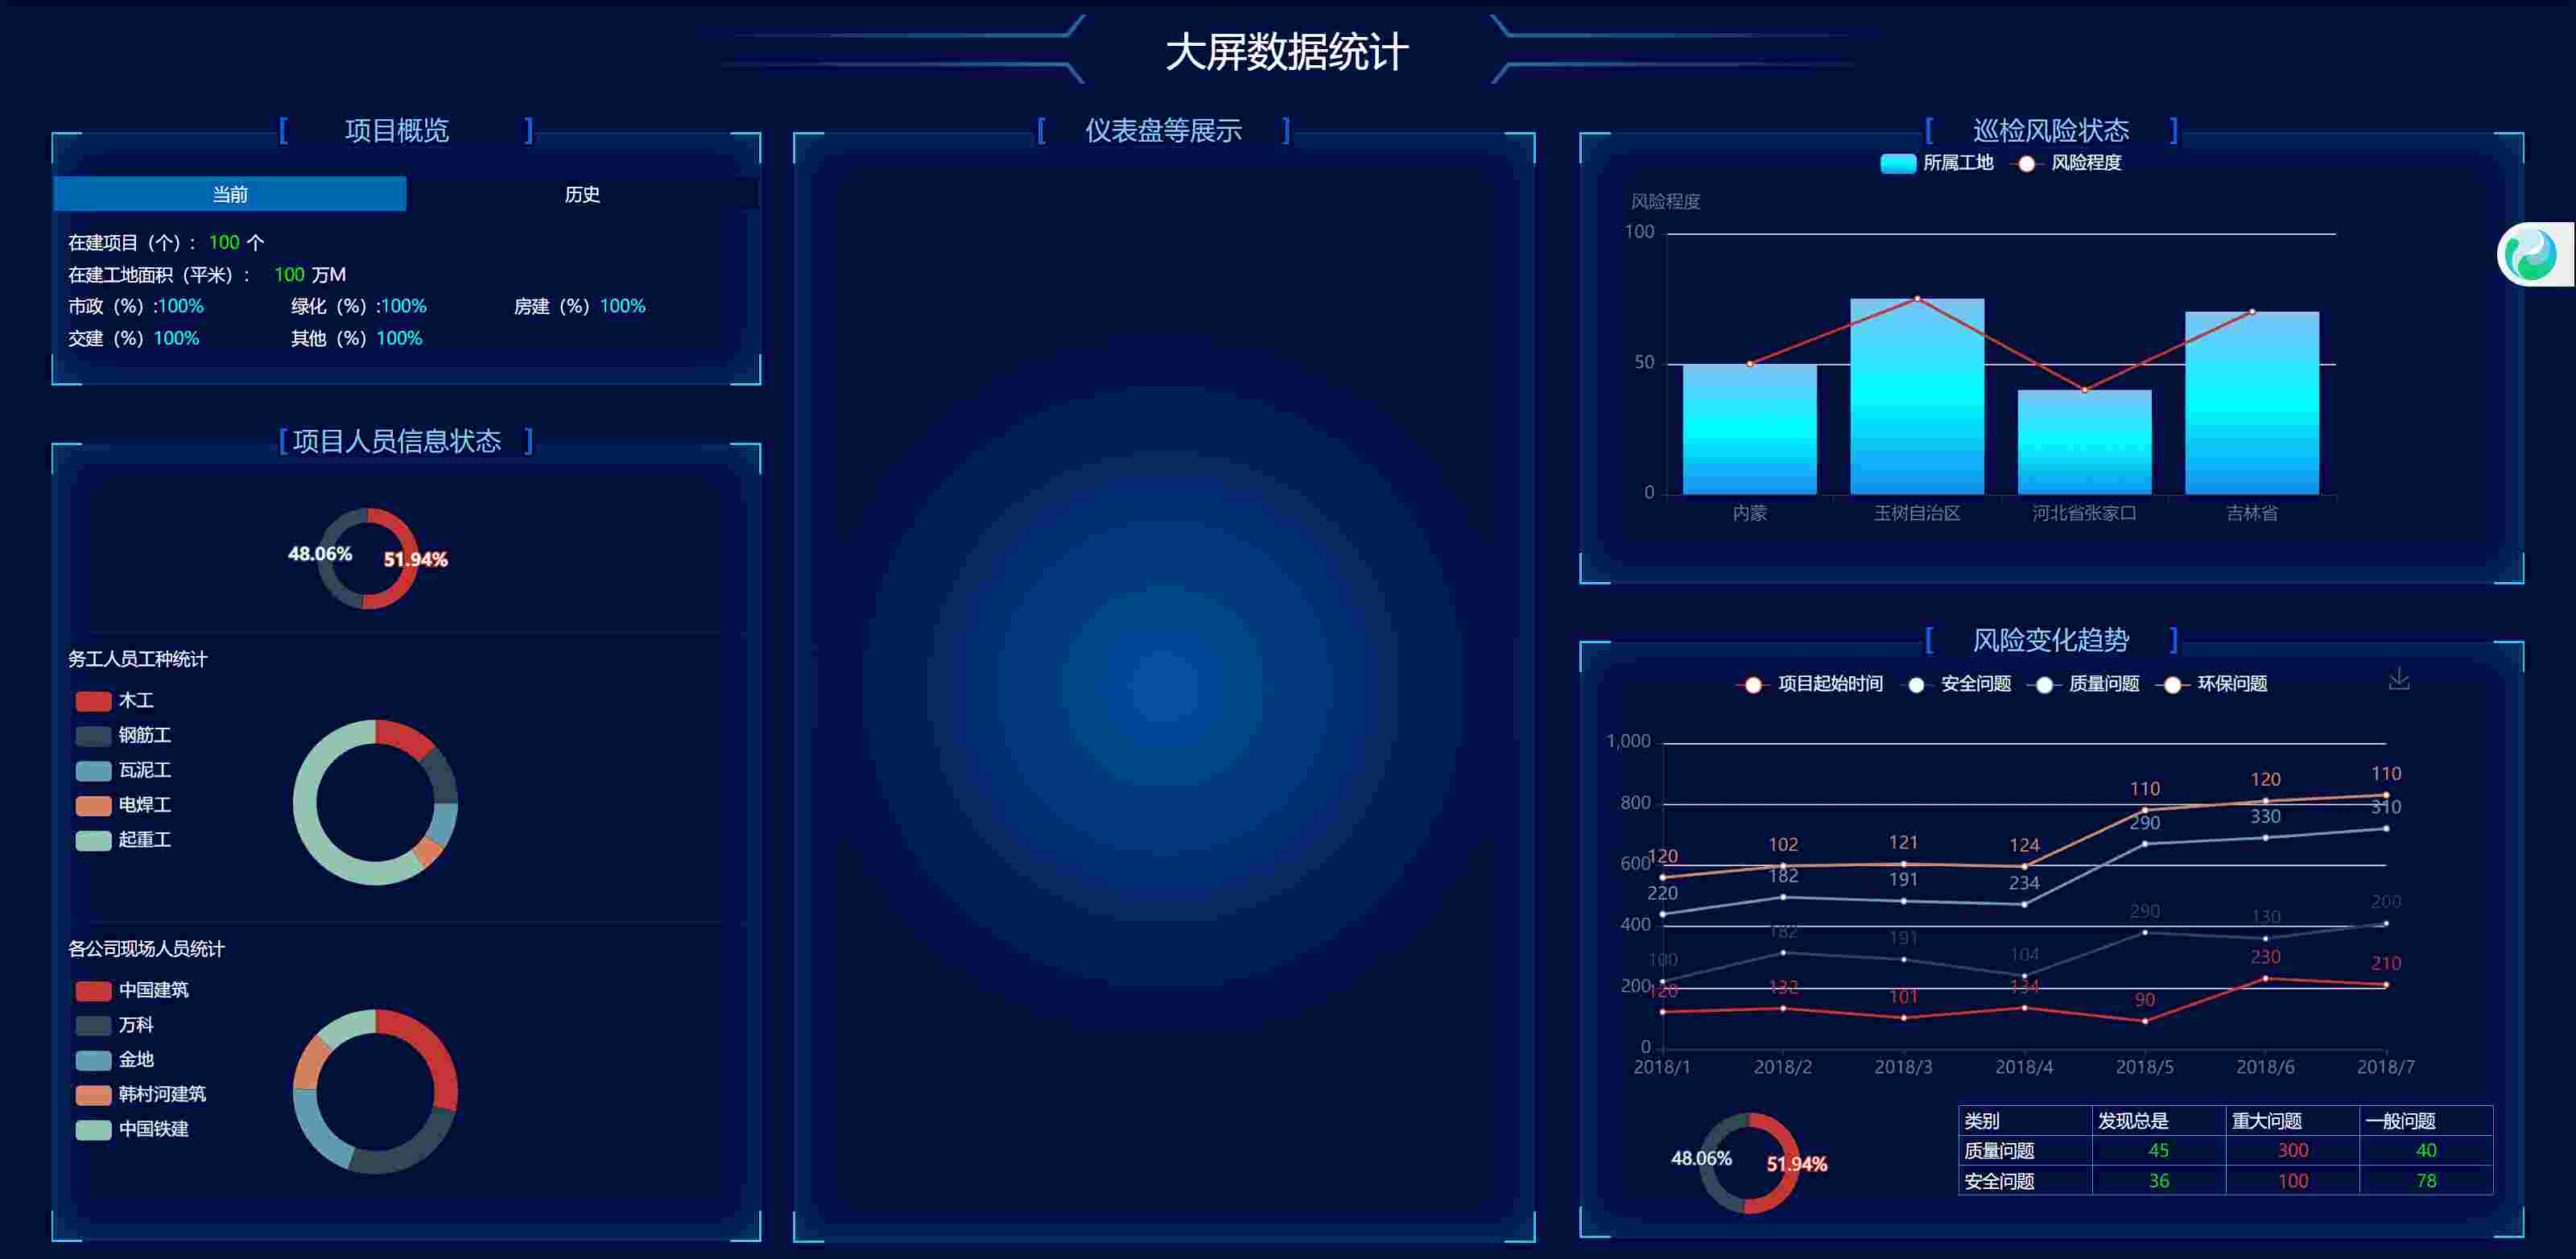 大屏数据统计
[ 项目概览 ]
当前 历史
在建项目（个）： 100 个
在建工地面积（平米）： 100 万M
市政（%）:100% 绿化（%）:100% 房建（%）100%
交建（%）100% 其他（%）100%
[ 项目人员信息状态 ]
48.06% 51.94%
务工人员工种统计
木工
钢筋工
瓦泥工
电焊工
起重工
各公司现场人员统计
中国建筑
万科
金地
韩村河建筑
中国铁建
[ 仪表盘等展示 ]
[ 巡检风险状态 ]
所属工地 风险程度
风险程度
100
50
0
内蒙 玉树自治区 河北省张家口 吉林省
[ 风险变化趋势 ]
项目起始时间 安全问题 质量问题 环保问题
1,000
800
600
400
200
0
120 102 121 124 110 120 110
220 182 191 234 290 330 310
100 182 191 104 290 130 200
120 132 101 134 90 230 210
2018/1 2018/2 2018/3 2018/4 2018/5 2018/6 2018/7
48.06% 51.94%
类别 发现总是 重大问题 一般问题
质量问题 45 300 40
安全问题 36 100 78